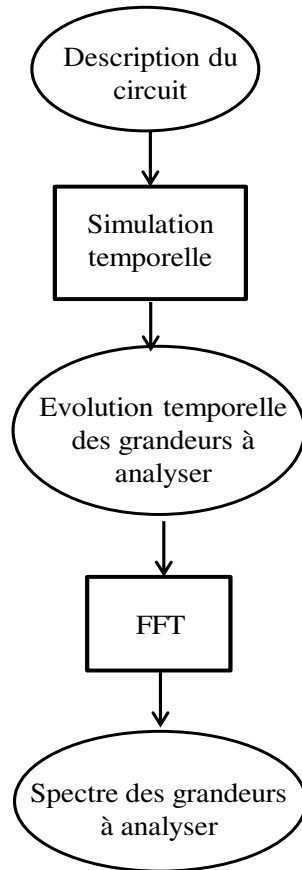 Description du
circuit
Simulation
temporelle
Evolution temporelle
des grandeurs à
analyser
FFT
Spectre des grandeurs
à analyser